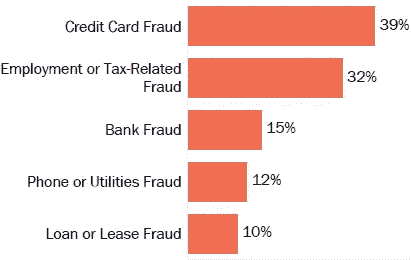 Credit Card Fraud 39%
Employment or Tax-Related
Fraud 32%
Bank Fraud 15%
Phone or Utilities Fraud 12%
Loan or Lease Fraud 10%